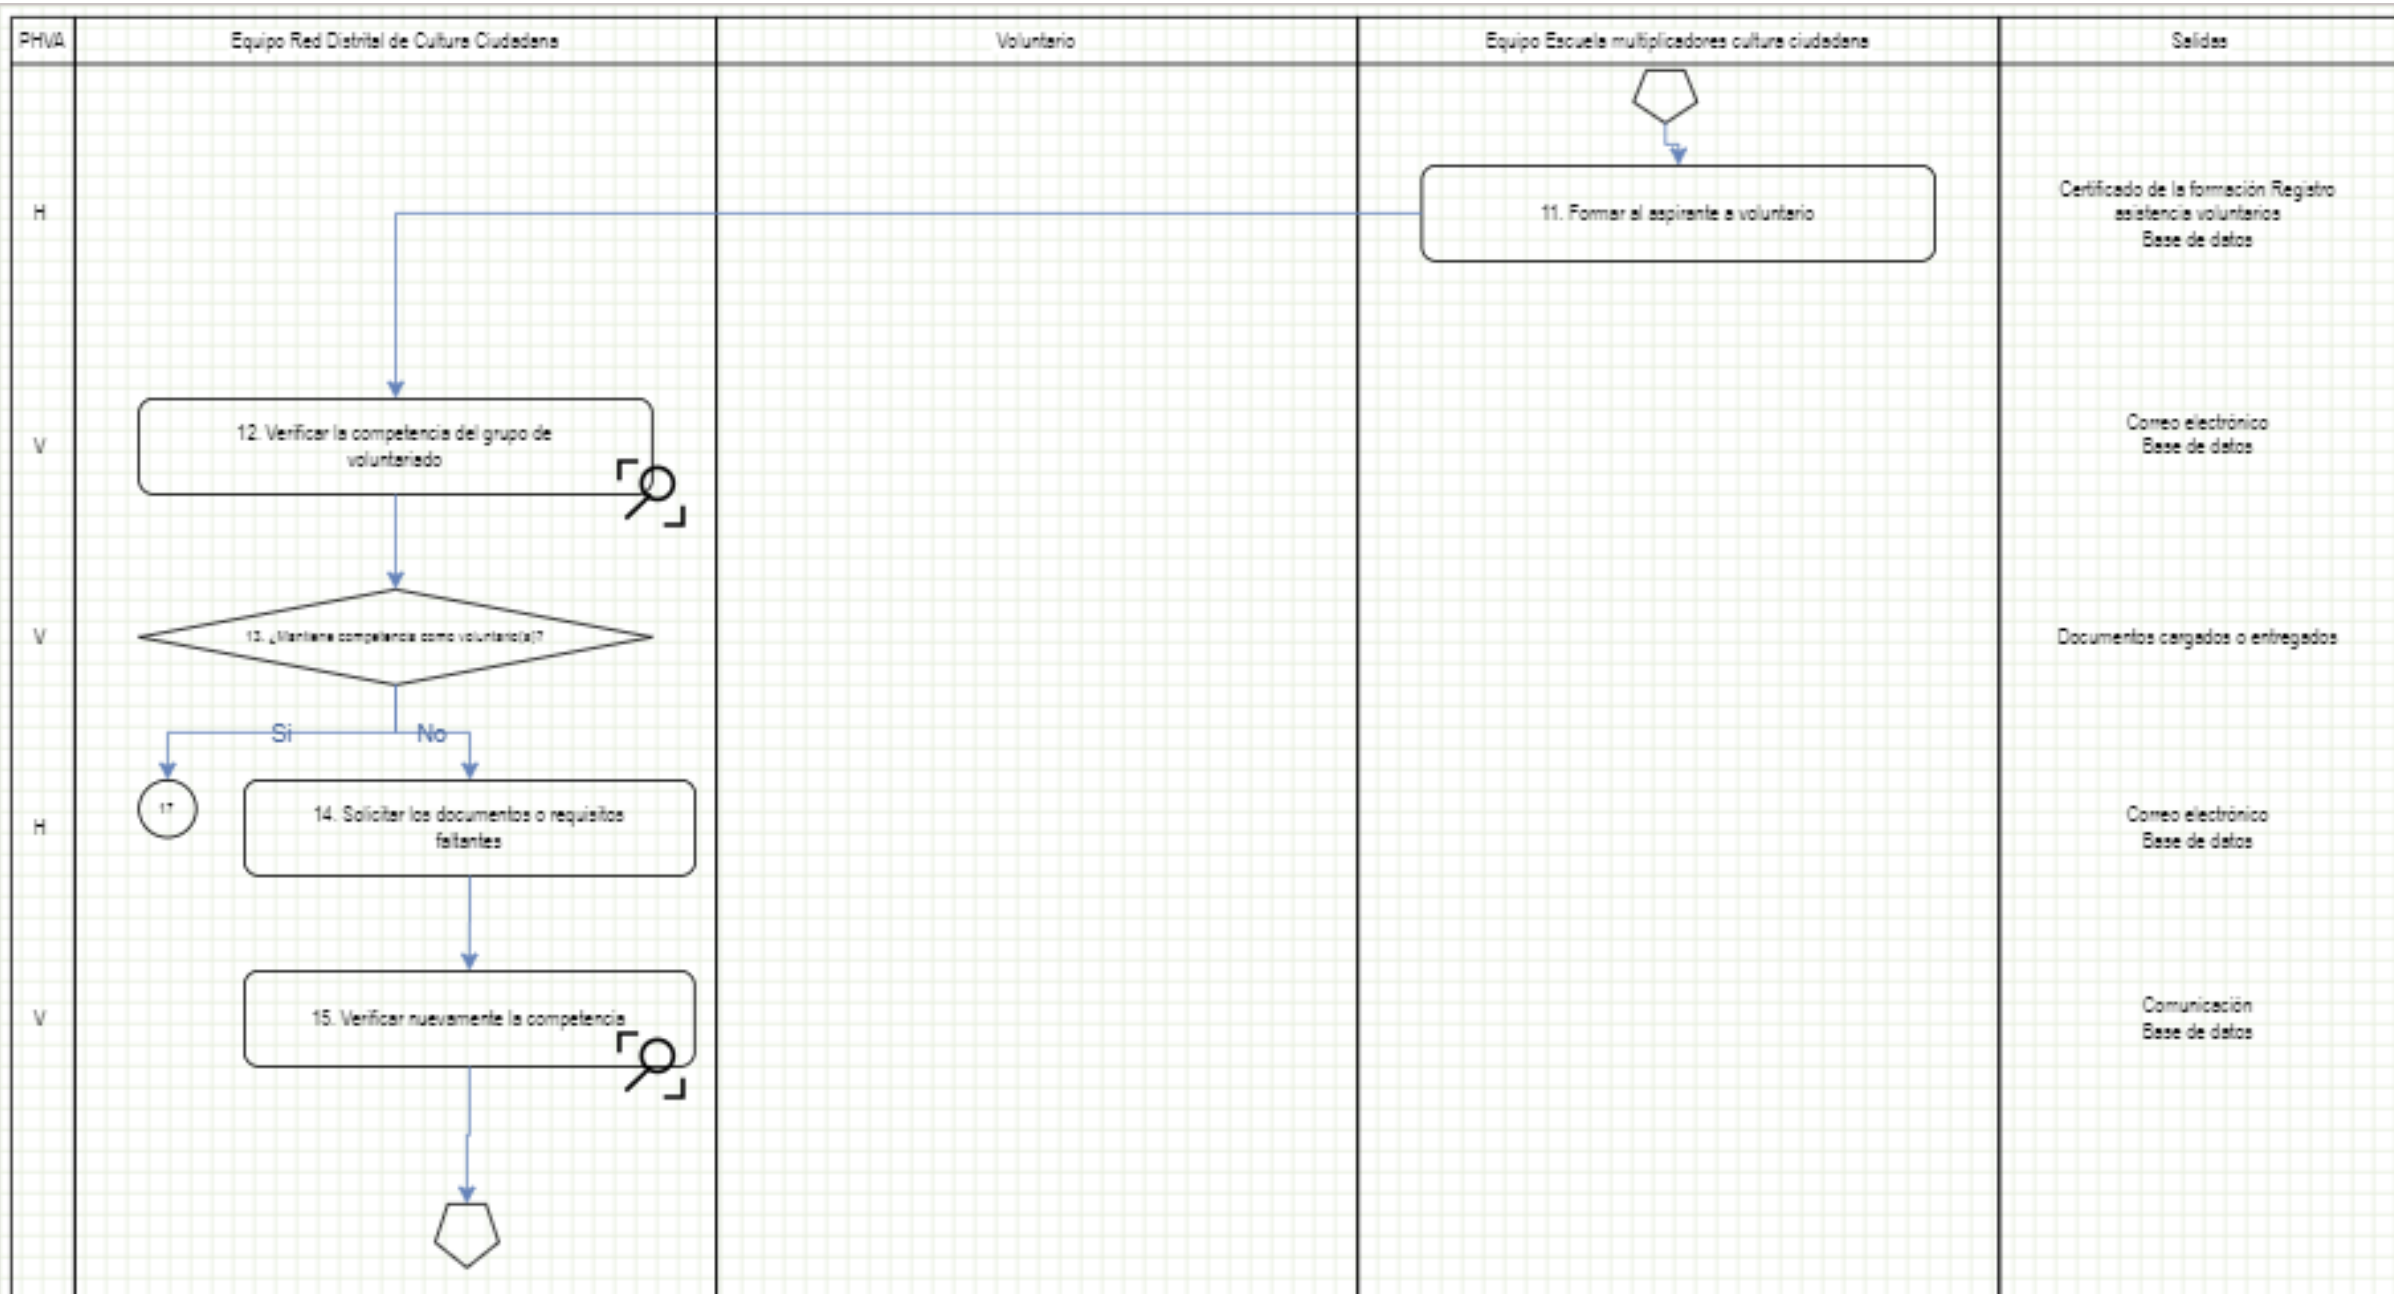 PHVA
Equipo Red Distrital de Cultura Ciudadana
Voluntario
Equipo Escuela multiplicadores cultura ciudadana
Salidas
H
11. Formar al aspirante a voluntario
Certificado de la formación Registro
asistencia voluntarios
Base de datos
V
12. Verificar la competencia del grupo de
voluntariado
Correo electrónico
Base de datos
V
13. ¿Mantiene competencia como voluntario(a)?
Documentos cargados o entregados
Si
No
H
17
14. Solicitar los documentos o requisitos
faltantes
Correo electrónico
Base de datos
V
15. Verificar nuevamente la competencia
Comunicación
Base de datos